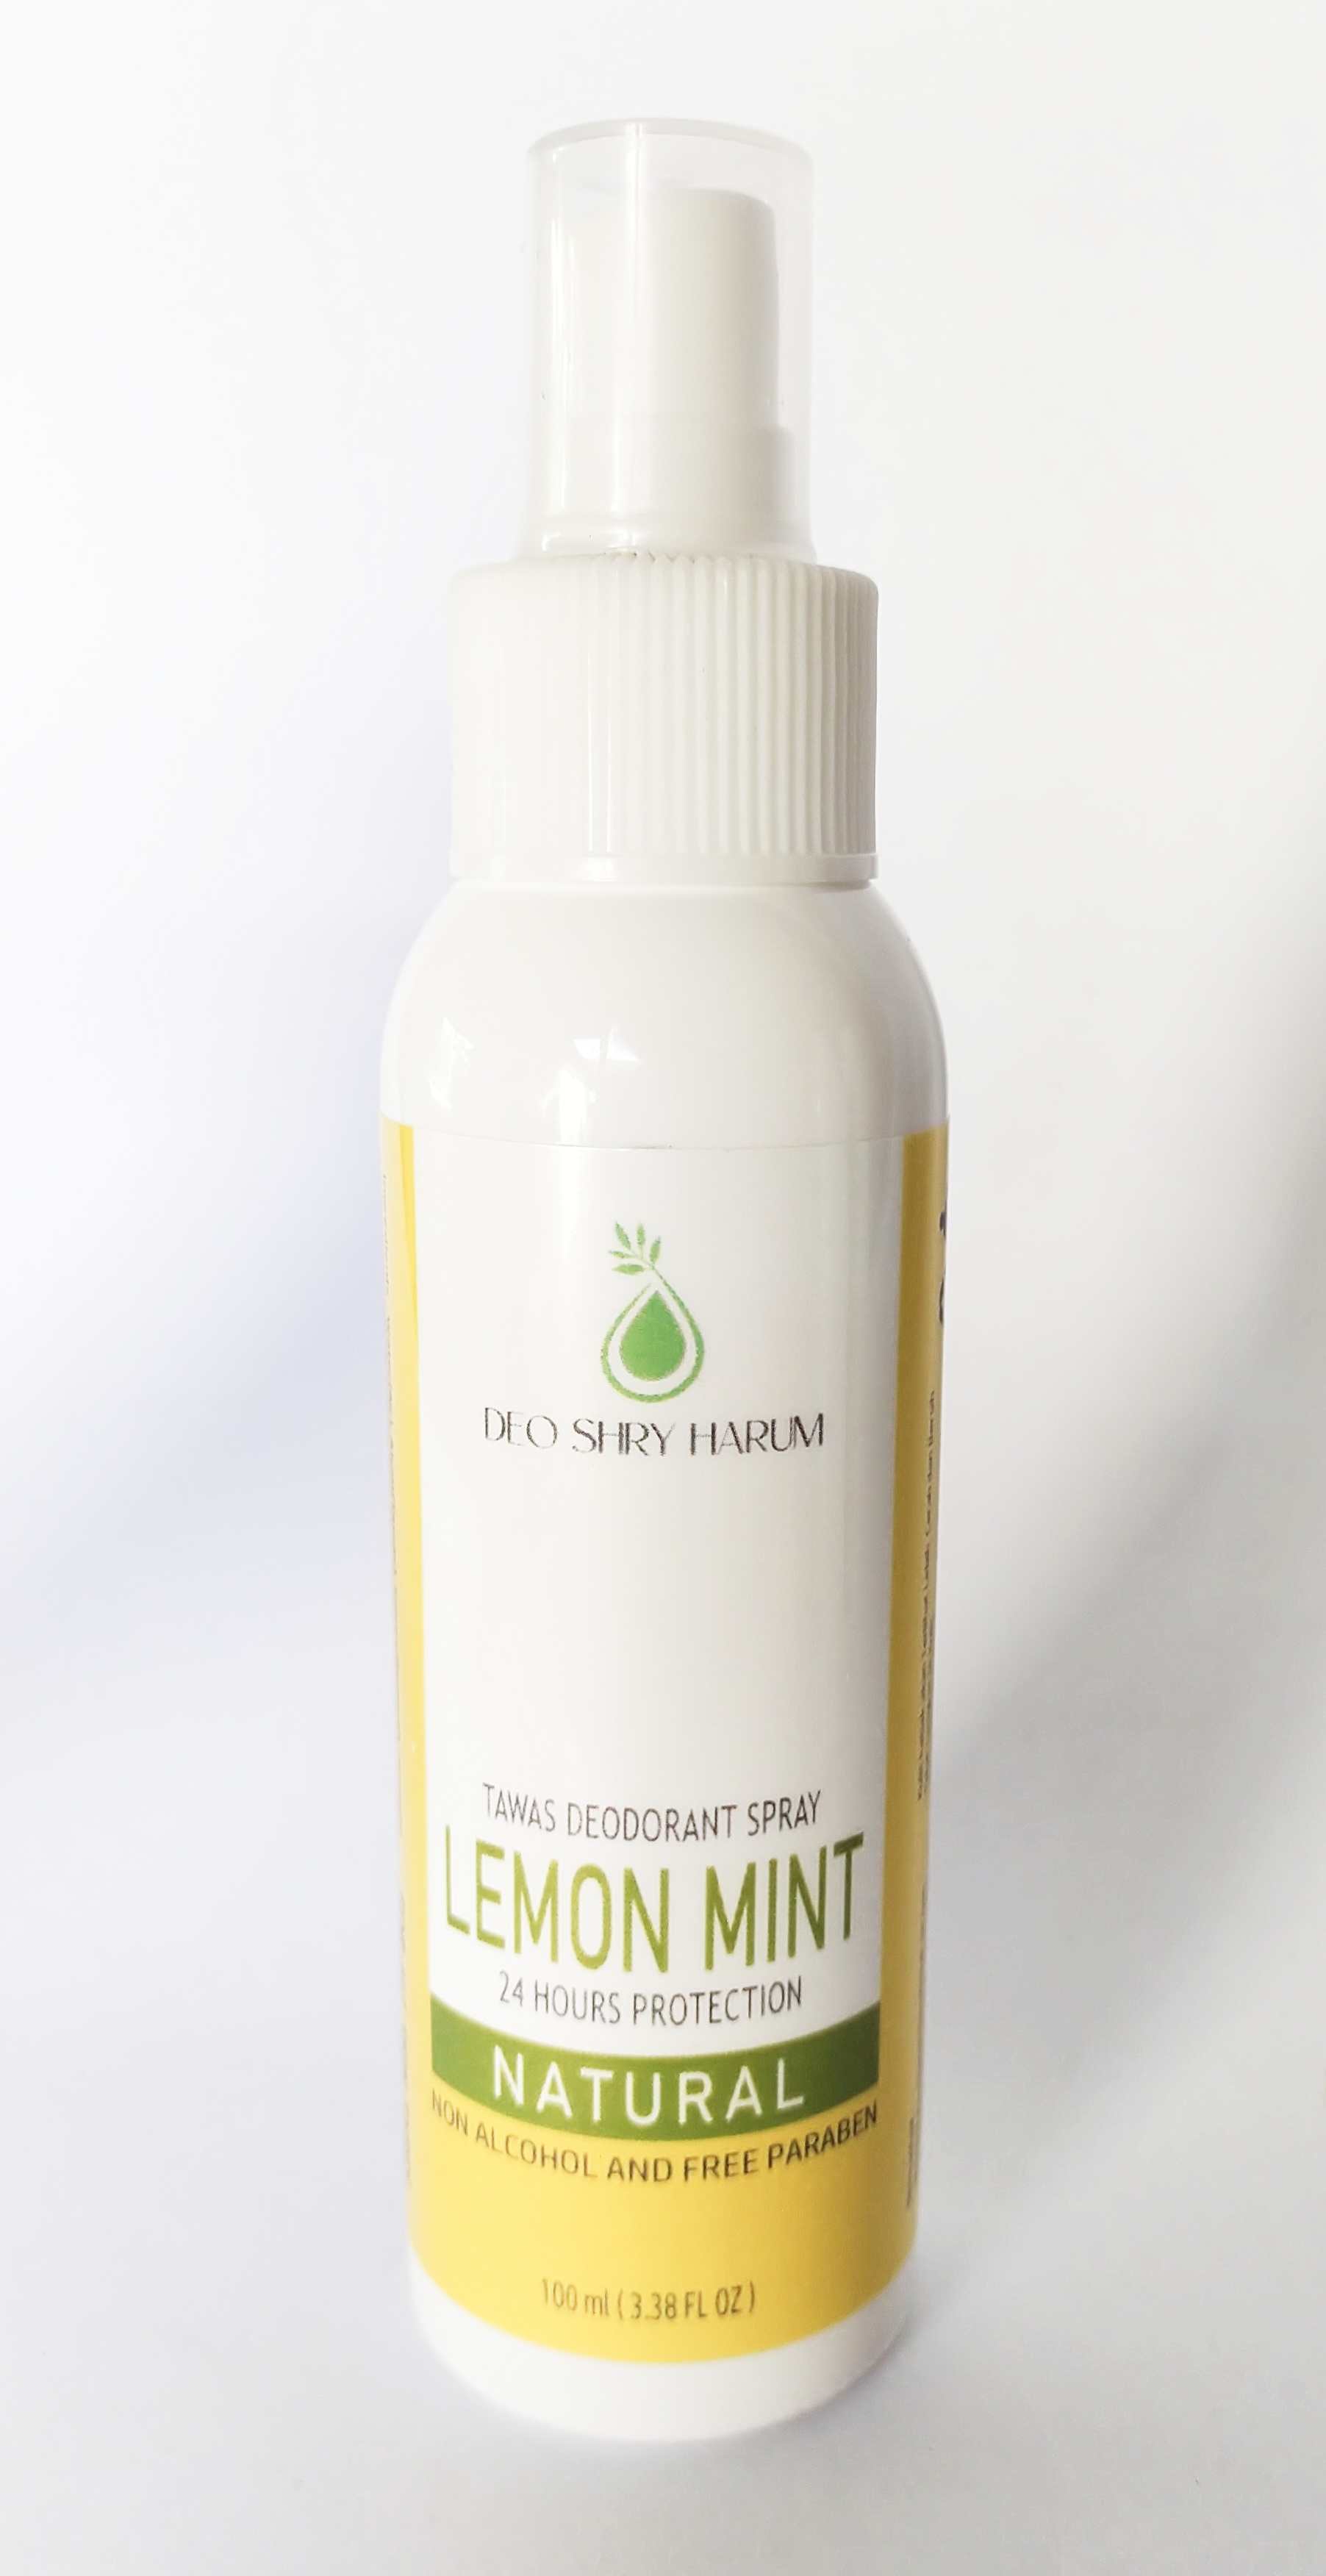 DEO SHRY HARUM
TAWAS DEODORANT SPRAY
LEMON MINT
24 HOURS PROTECTION
NATURAL
NON ALCOHOL AND FREE PARABEN
100 ml ( 3.38 FL OZ )